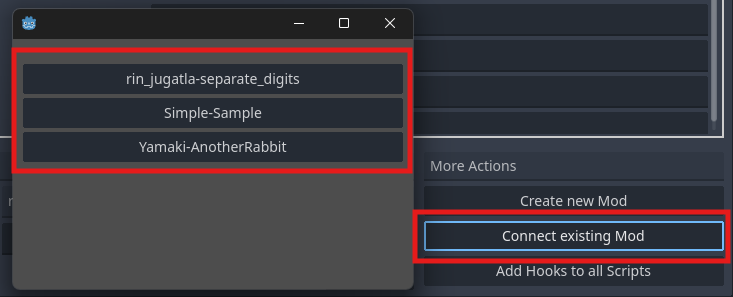 rin_jugatla-separate_digits
Simple-Sample
Yamaki-AnotherRabbit
More Actions
Create new Mod
Connect existing Mod
Add Hooks to all Scripts